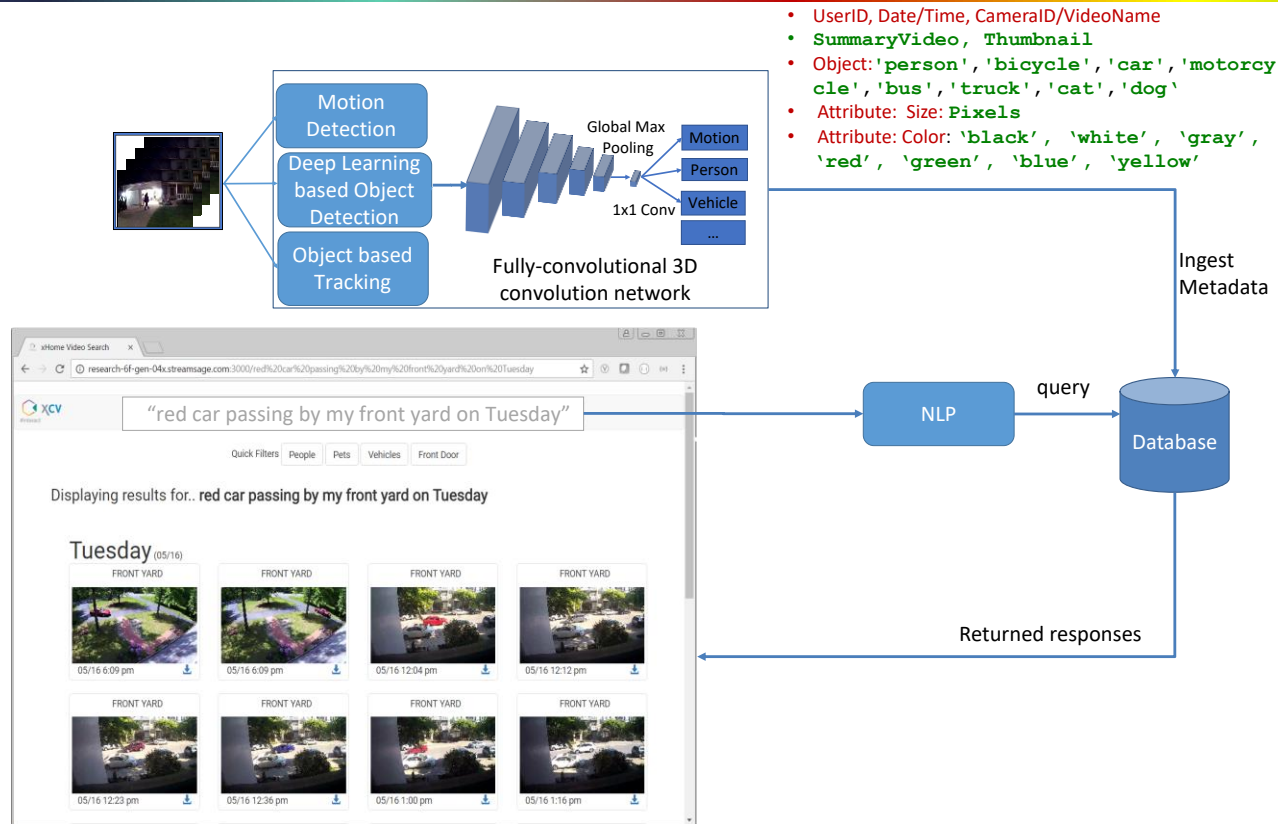 • UserID, Date/Time, CameraID/VideoName
• SummaryVideo, Thumbnail
• Object:'person','bicycle','car','motorcy
cle','bus','truck','cat','dog‘
• Attribute: Size: Pixels
• Attribute: Color: ‘black’, ‘white’, ‘gray’,
‘red’, ‘green’, ‘blue’, ‘yellow’
Motion
Detection
Deep Learning
based Object
Detection
Object based
Tracking
Global Max
Pooling
1x1 Conv
Motion
Person
Vehicle
...
Fully-convolutional 3D
convolution network
Ingest
Metadata
xHome Video Search
research-6f-gen-04x.streamsage.com:3000/red%20car%20passing%20by%20my%20front%20yard%20on%20Tuesday
XCV
“red car passing by my front yard on Tuesday”
NLP
query
Database
Quick Filters People Pets Vehicles Front Door
Displaying results for.. red car passing by my front yard on Tuesday
Tuesday (05/16)
FRONT YARD FRONT YARD FRONT YARD FRONT YARD
05/16 6:09 pm 05/16 6:09 pm 05/16 12:04 pm 05/16 12:12 pm
Returned responses
FRONT YARD FRONT YARD FRONT YARD FRONT YARD
05/16 12:23 pm 05/16 12:36 pm 05/16 1:00 pm 05/16 1:16 pm